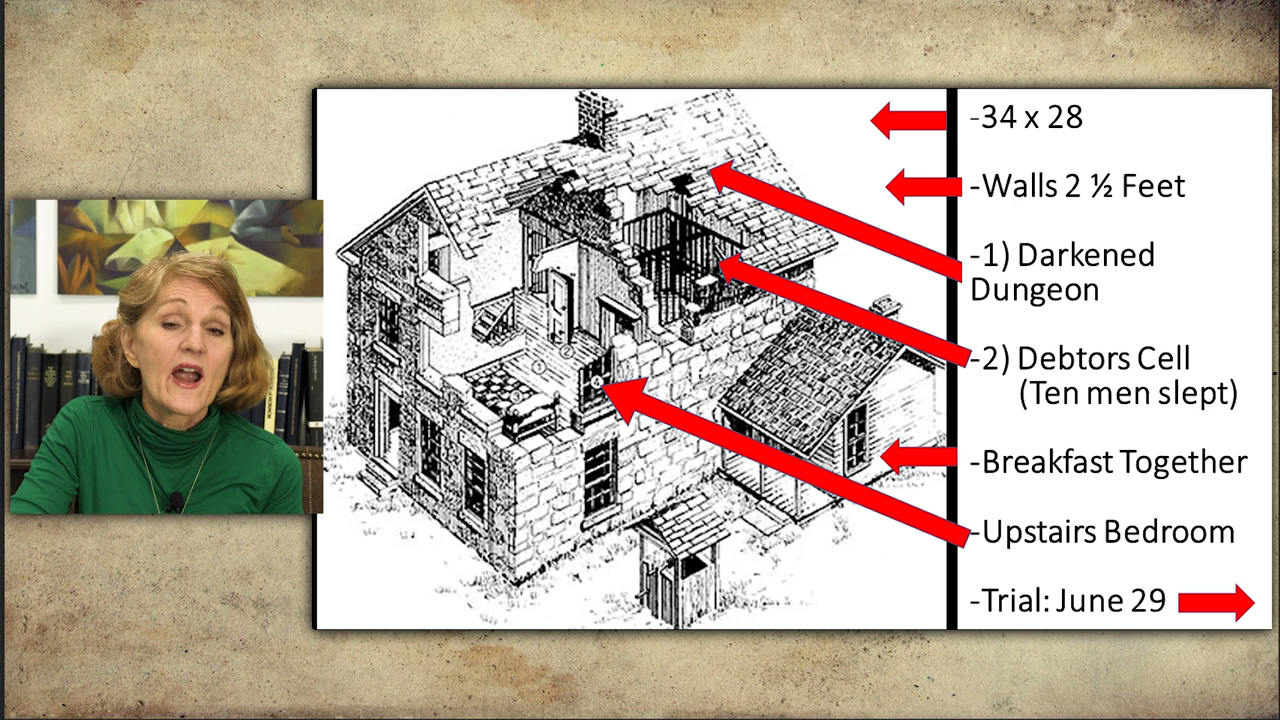 -34 x 28
-Walls 2 ½ Feet
-1) Darkened
Dungeon
-2) Debtors Cell
(Ten men slept)
-Breakfast Together
-Upstairs Bedroom
-Trial: June 29